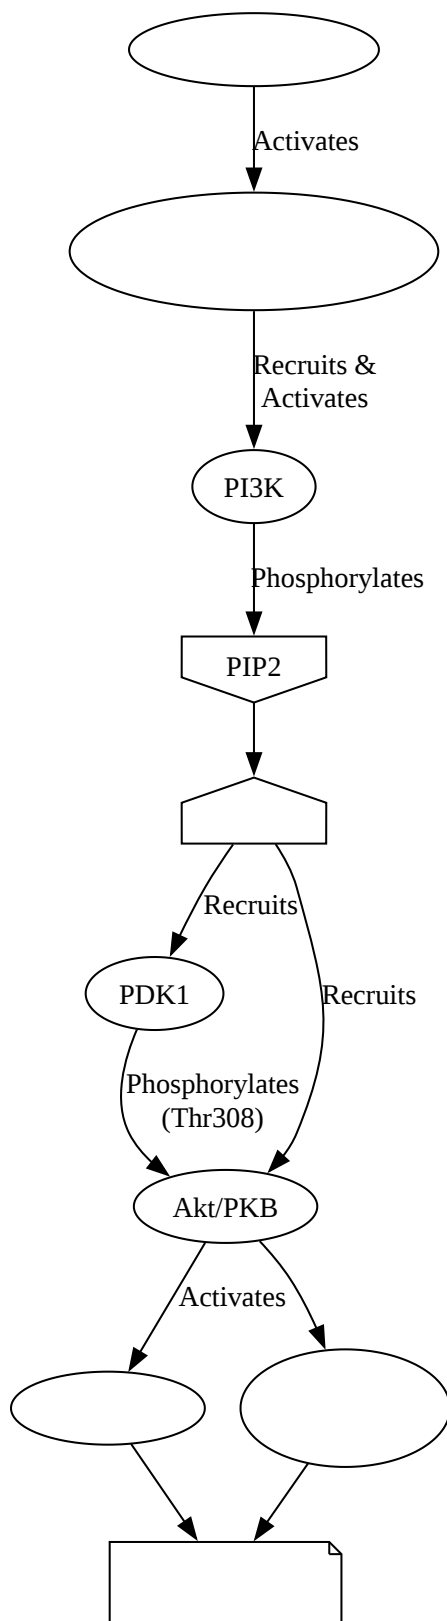 Activates
Recruits &
Activates
PI3K
Phosphorylates
PIP2
Recruits
PDK1
Recruits
Phosphorylates
(Thr308)
Akt/PKB
Activates